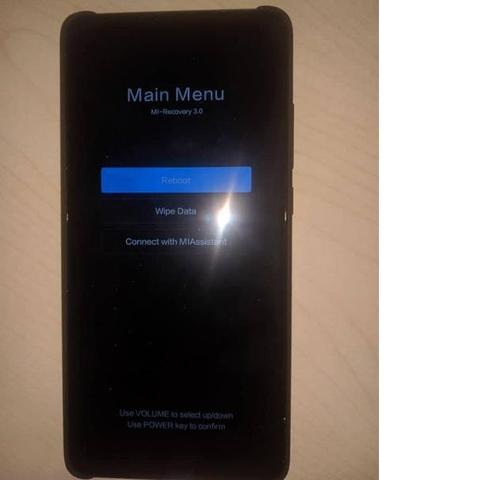 Main Menu
MI-Recovery 3.0
Reboot
Wipe Data
Connect with MIAssistant
Use VOLUME to select up/down
Use POWER key to confirm